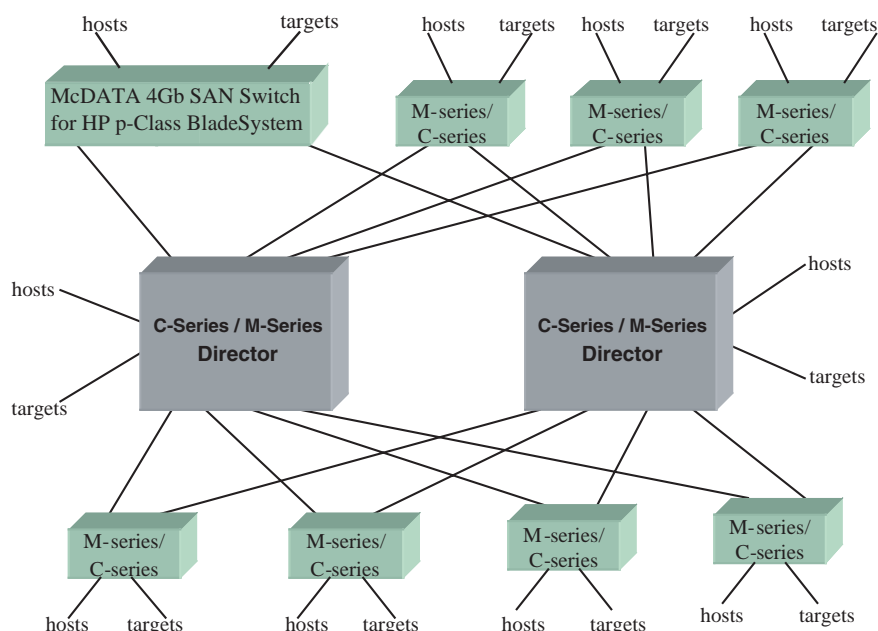 hosts targets hosts targets hosts targets hosts targets
McDATA 4Gb SAN Switch
for HP p-Class BladeSystem
M-series/
C-series
M-series/
C-series
M-series/
C-series
hosts
targets
C-Series / M-Series
Director
C-Series / M-Series
Director
hosts
targets
M-series/
C-series
M-series/
C-series
M-series/
C-series
M-series/
C-series
hosts targets hosts targets hosts targets hosts targets